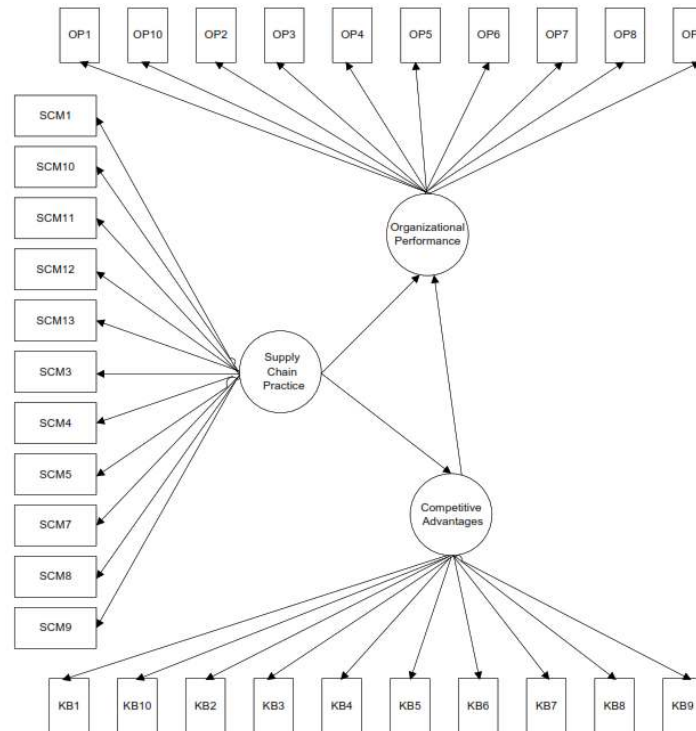 OP1
OP10
OP2
OP3
OP4
OP5
OP6
OP7
OP8
OP
SCM1
SCM10
SCM11
SCM12
SCM13
SCM3
SCM4
SCM5
SCM7
SCM8
SCM9
Organizational
Performance
Supply
Chain
Practice
Competitive
Advantages
KB1
KB10
KB2
KB3
KB4
KB5
KB6
KB7
KB8
KB9